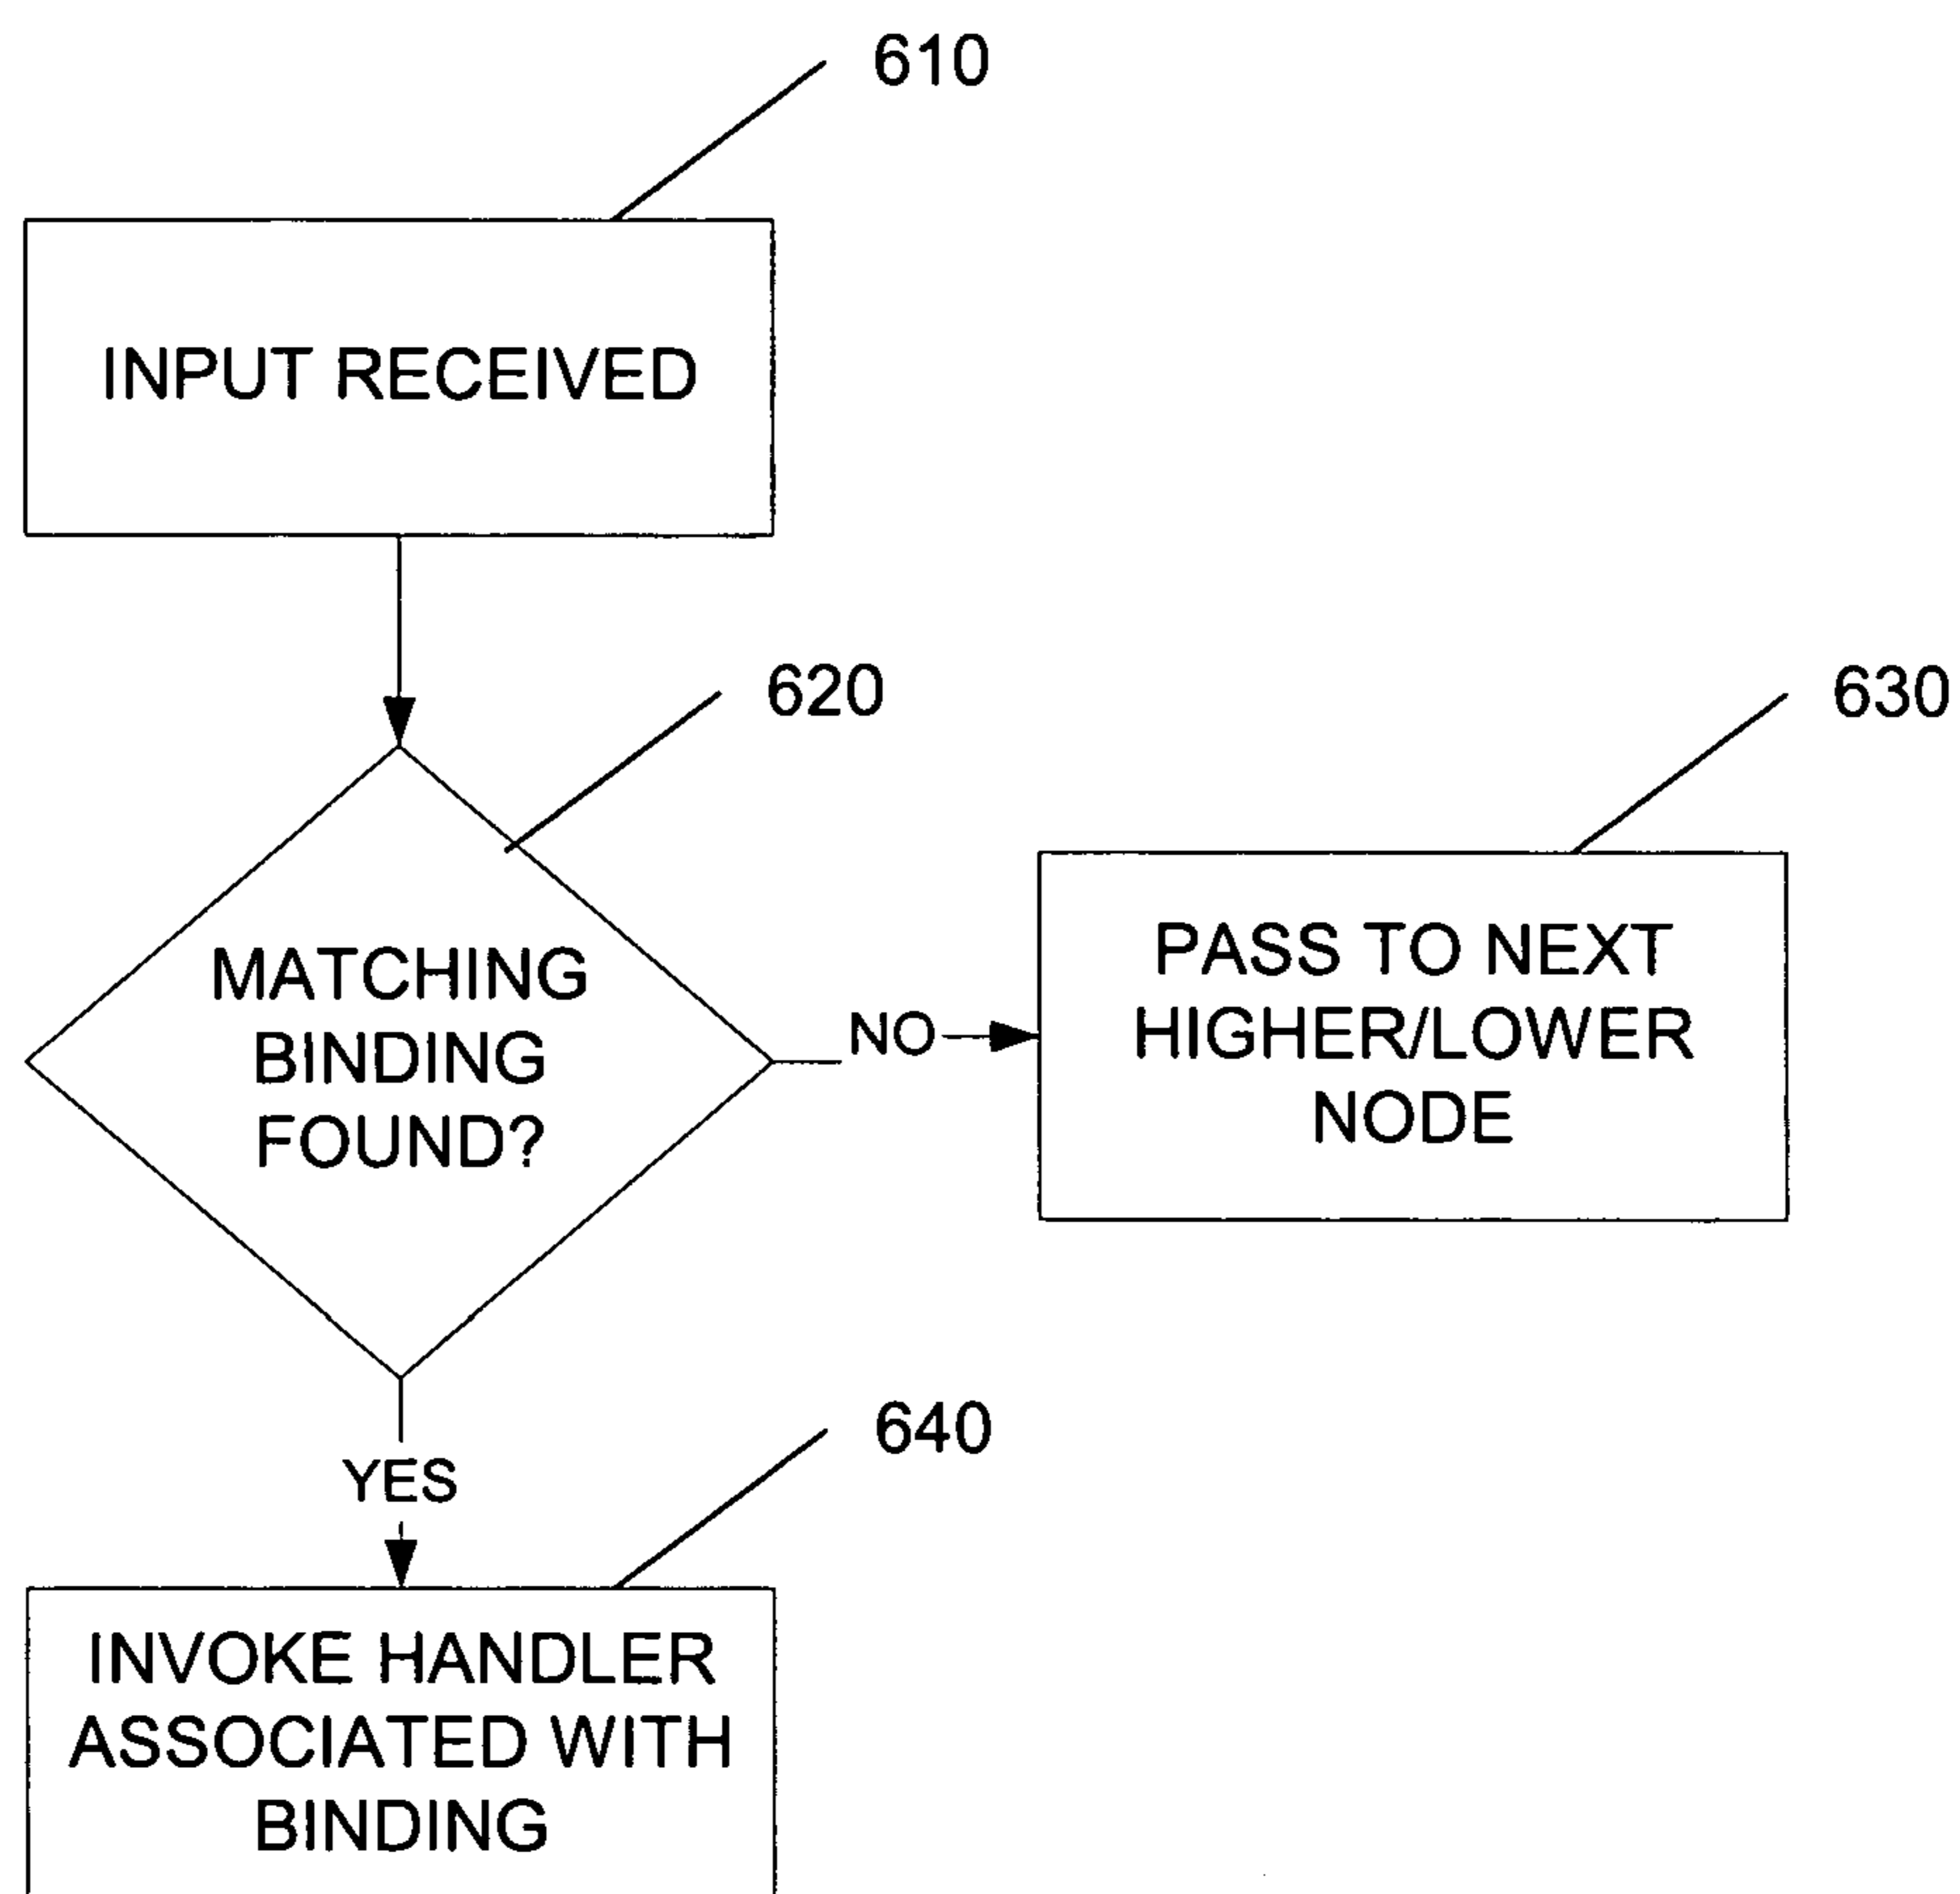 610
INPUT RECEIVED
620
630
MATCHING
BINDING
FOUND?
NO
PASS TO NEXT
HIGHER/LOWER
NODE
YES
640
INVOKE HANDLER
ASSOCIATED WITH
BINDING